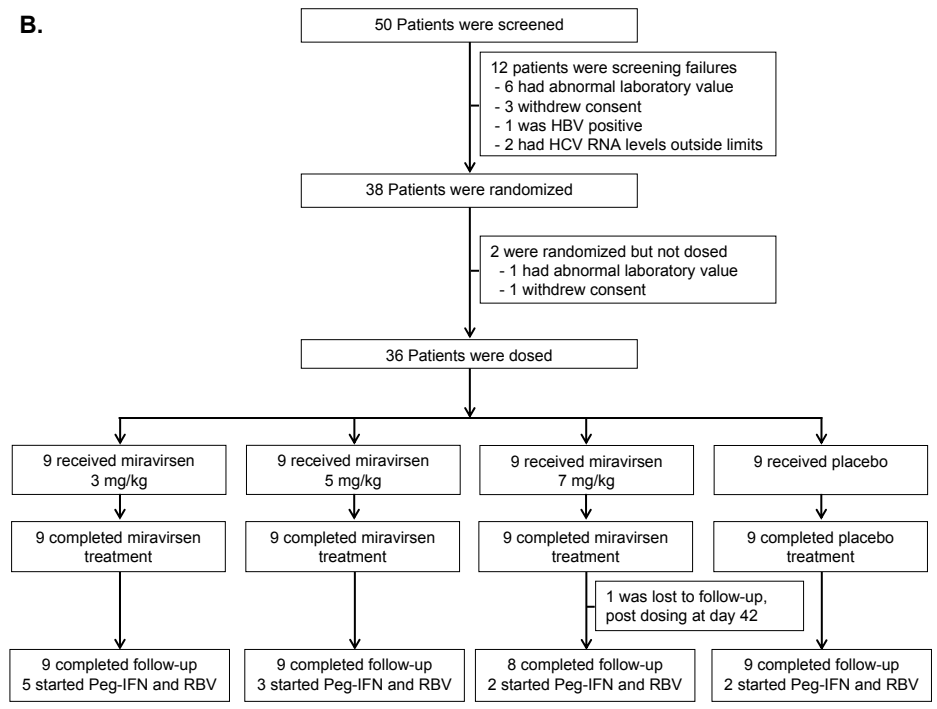 B.
50 Patients were screened
12 patients were screening failures
- 6 had abnormal laboratory value
- 3 withdrew consent
- 1 was HBV positive
- 2 had HCV RNA levels outside limits
38 Patients were randomized
2 were randomized but not dosed
- 1 had abnormal laboratory value
- 1 withdrew consent
36 Patients were dosed
9 received miravirsen
3 mg/kg
9 received miravirsen
5 mg/kg
9 received miravirsen
7 mg/kg
9 received placebo
9 completed miravirsen
treatment
9 completed miravirsen
treatment
9 completed miravirsen
treatment
9 completed placebo
treatment
1 was lost to follow-up,
post dosing at day 42
9 completed follow-up
5 started Peg-IFN and RBV
9 completed follow-up
3 started Peg-IFN and RBV
8 completed follow-up
2 started Peg-IFN and RBV
9 completed follow-up
2 started Peg-IFN and RBV